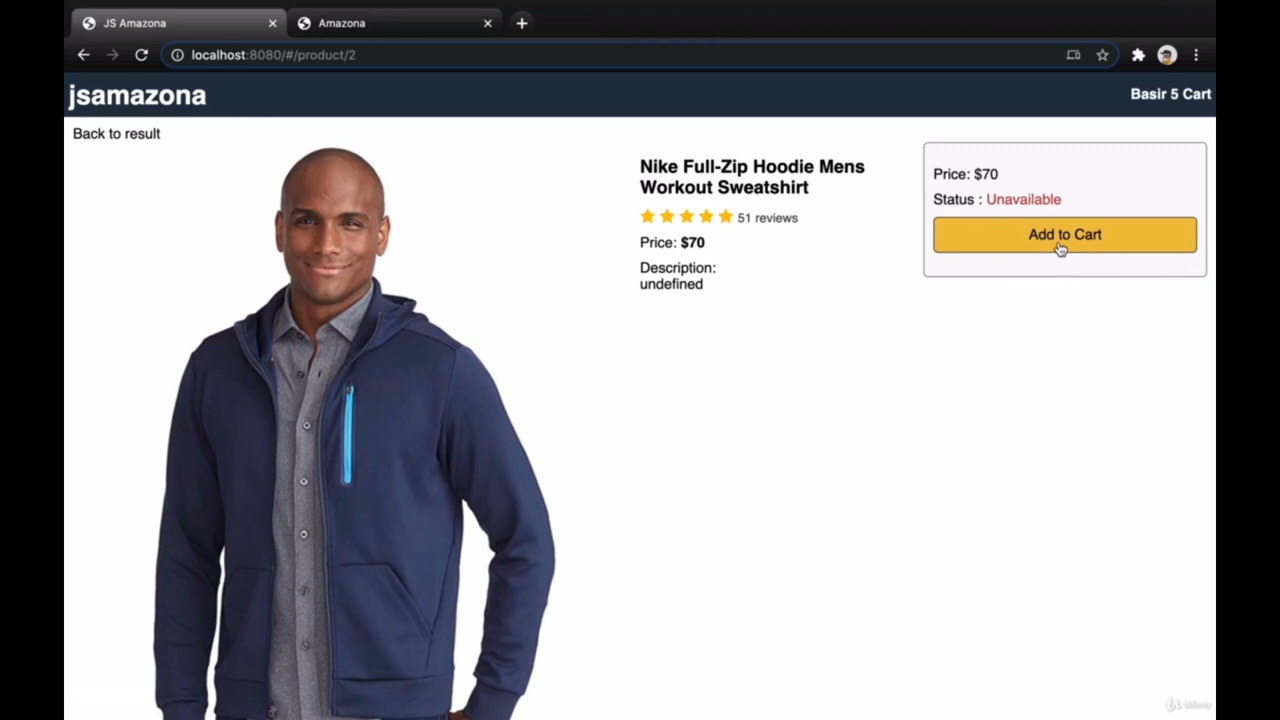 JS Amazona
Amazona
localhost:8080/#/product/2
jsamazona
Basir 5 Cart
Back to result
Nike Full-Zip Hoodie Mens
Workout Sweatshirt
51 reviews
Price: $70
Description:
undefined
Price: $70
Status : Unavailable
Add to Cart
Udemy